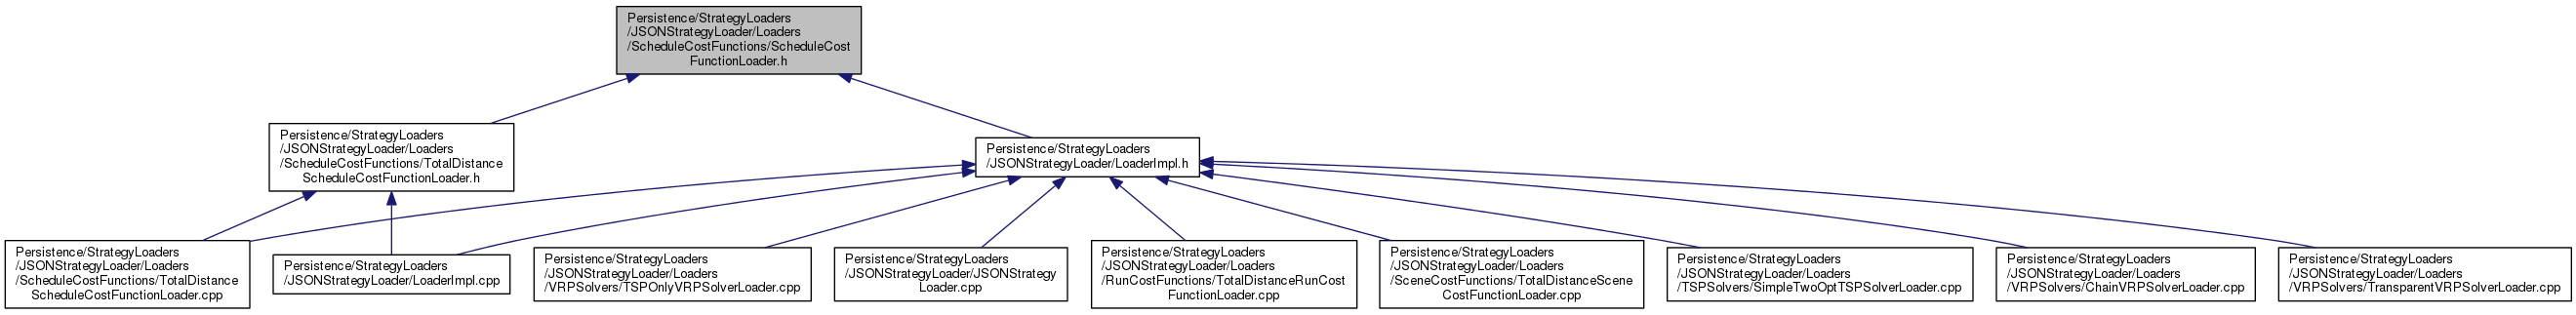 Persistence/StrategyLoaders
/JSONStrategyLoader/Loaders
/ScheduleCostFunctions/ScheduleCost
FunctionLoader.h
Persistence/StrategyLoaders
/JSONStrategyLoader/Loaders
/ScheduleCostFunctions/TotalDistance
ScheduleCostFunctionLoader.h
Persistence/StrategyLoaders
/JSONStrategyLoader/LoaderImpl.h
Persistence/StrategyLoaders
/JSONStrategyLoader/Loaders
/ScheduleCostFunctions/TotalDistance
ScheduleCostFunctionLoader.cpp
Persistence/StrategyLoaders
/JSONStrategyLoader/LoaderImpl.cpp
Persistence/StrategyLoaders
/JSONStrategyLoader/Loaders
/VRPSolvers/TSPOnlyVRPSolverLoader.cpp
Persistence/StrategyLoaders
/JSONStrategyLoader/JSONStrategy
Loader.cpp
Persistence/StrategyLoaders
/JSONStrategyLoader/Loaders
/RunCostFunctions/TotalDistanceRunCost
FunctionLoader.cpp
Persistence/StrategyLoaders
/JSONStrategyLoader/Loaders
/SceneCostFunctions/TotalDistanceScene
CostFunctionLoader.cpp
Persistence/StrategyLoaders
/JSONStrategyLoader/Loaders
/TSPSolvers/SimpleTwoOptTSPSolverLoader.cpp
Persistence/StrategyLoaders
/JSONStrategyLoader/Loaders
/VRPSolvers/ChainVRPSolverLoader.cpp
Persistence/StrategyLoaders
/JSONStrategyLoader/Loaders
/VRPSolvers/TransparentVRPSolverLoader.cpp